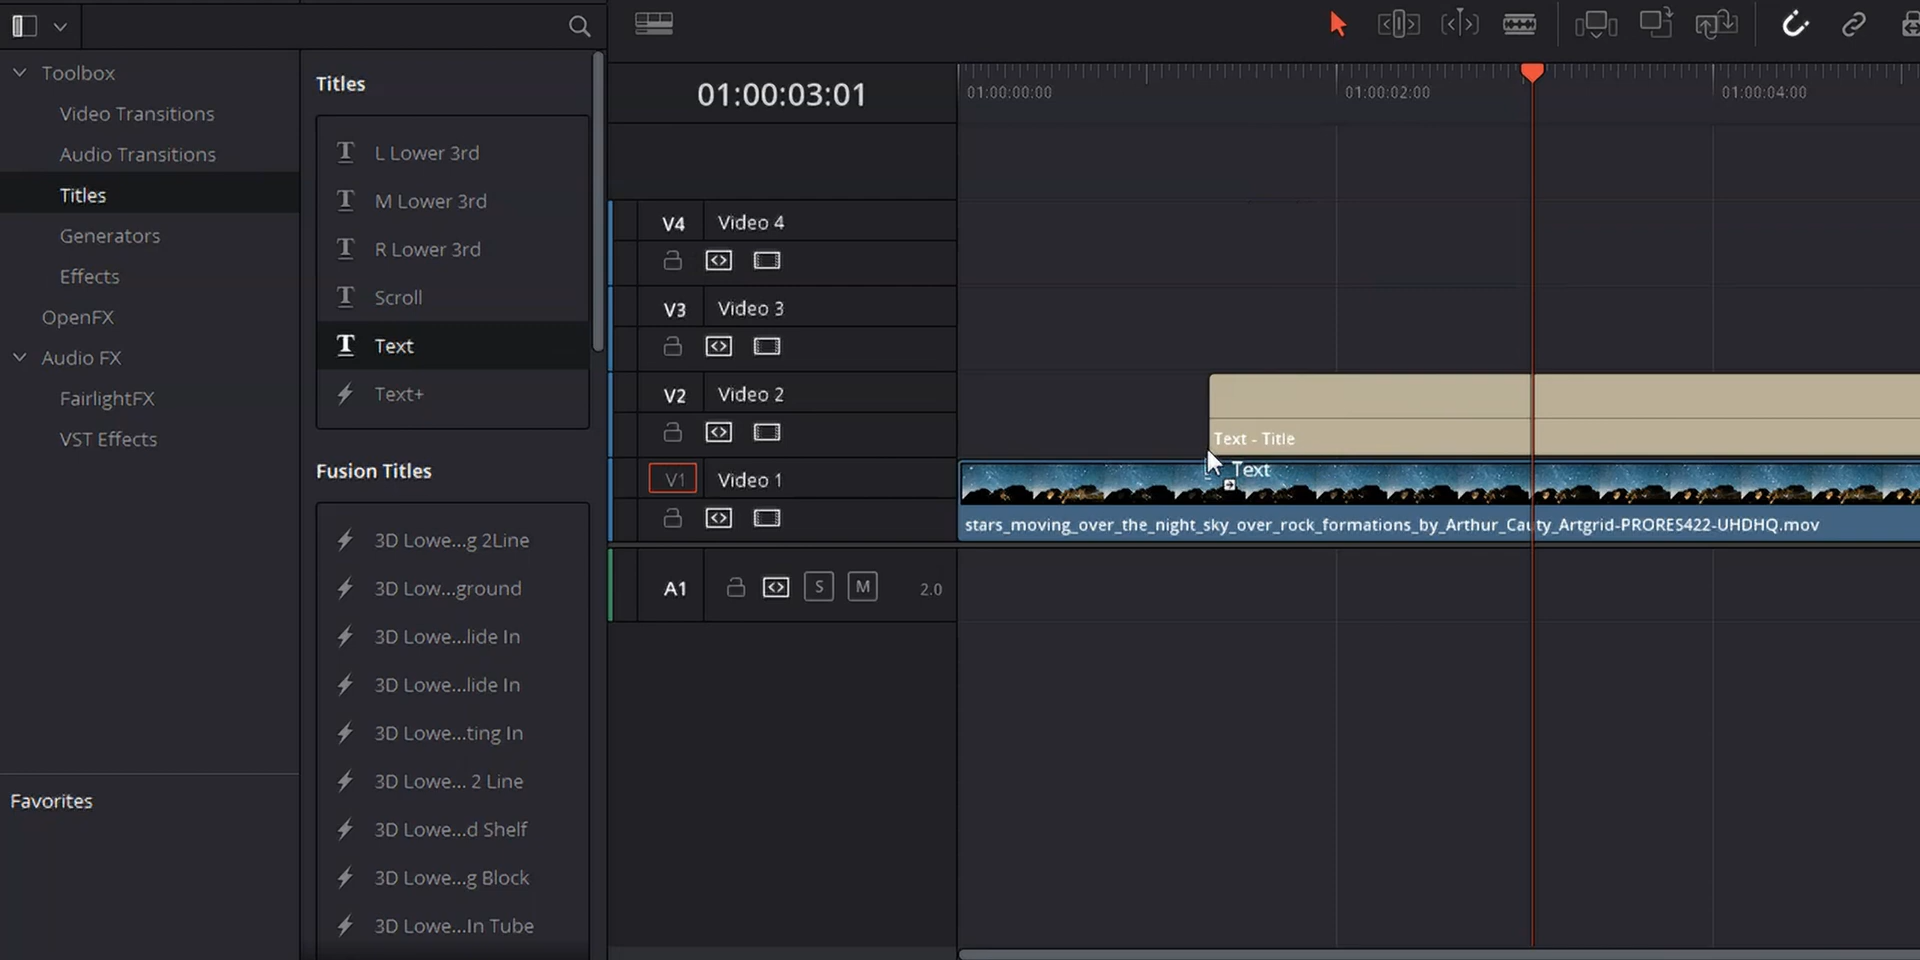 Toolbox
Video Transitions
Audio Transitions
Titles
Generators
Effects
OpenFX
Audio FX
FairlightFX
VST Effects
Favorites
Titles
L Lower 3rd
M Lower 3rd
R Lower 3rd
Scroll
Text
Text+
Fusion Titles
3D Lowe...g 2Line
3D Low...ground
3D Lowe...lide In
3D Lowe...lide In
3D Lowe...ting In
3D Lowe... 2 Line
3D Lowe...d Shelf
3D Lowe...g Block
3D Lowe...In Tube
01:00:03:01
01:00:00:00
01:00:02:00
01:00:04:00
V4 Video 4
V3 Video 3
V2 Video 2
Text - Title
V1 Video 1
Text
stars_moving_over_the_night_sky_over_rock_formations_by_Arthur_Cauty_Artgrid-PRORES422-UHDHQ.mov
A1 S M 2.0